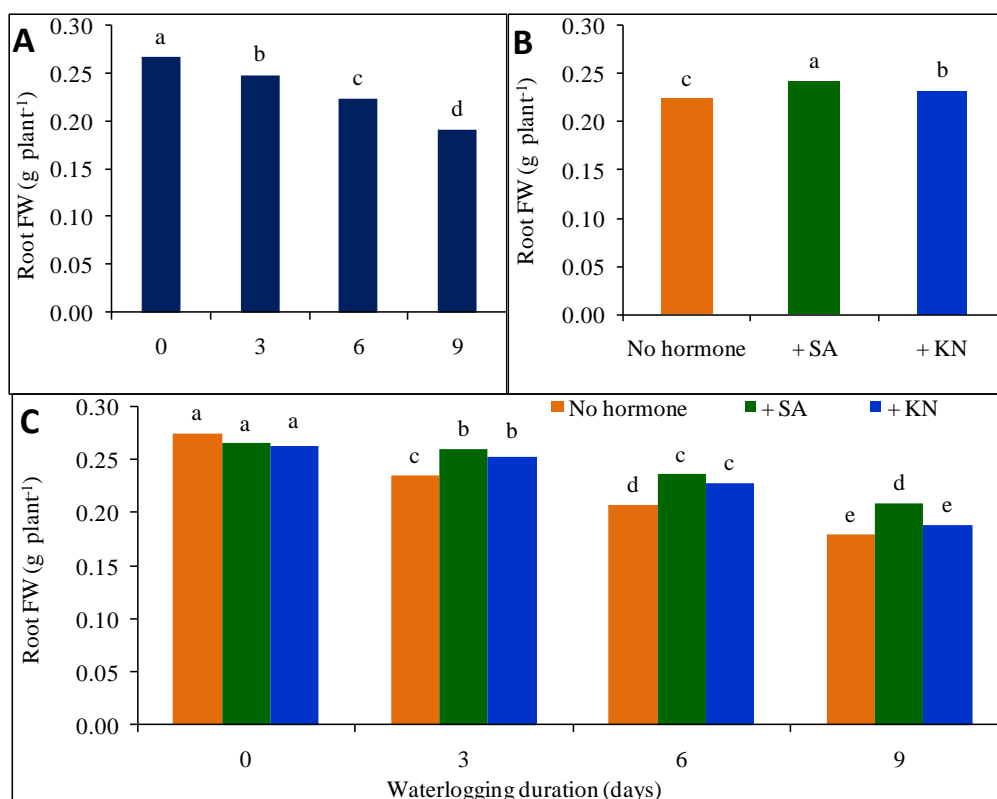 A
Root FW (g plant-1)
0.30
0.25
0.20
0.15
0.10
0.05
0.00
a
b
c
d
0 3 6 9
B
Root FW (g plant-1)
0.30
0.25
0.20
0.15
0.10
0.05
0.00
c
a
b
No hormone + SA + KN
C
No hormone + SA + KN
Root FW (g plant-1)
0.30
0.25
0.20
0.15
0.10
0.05
0.00
a a a
c b b
d c c
e d e
0 3 6 9
Waterlogging duration (days)